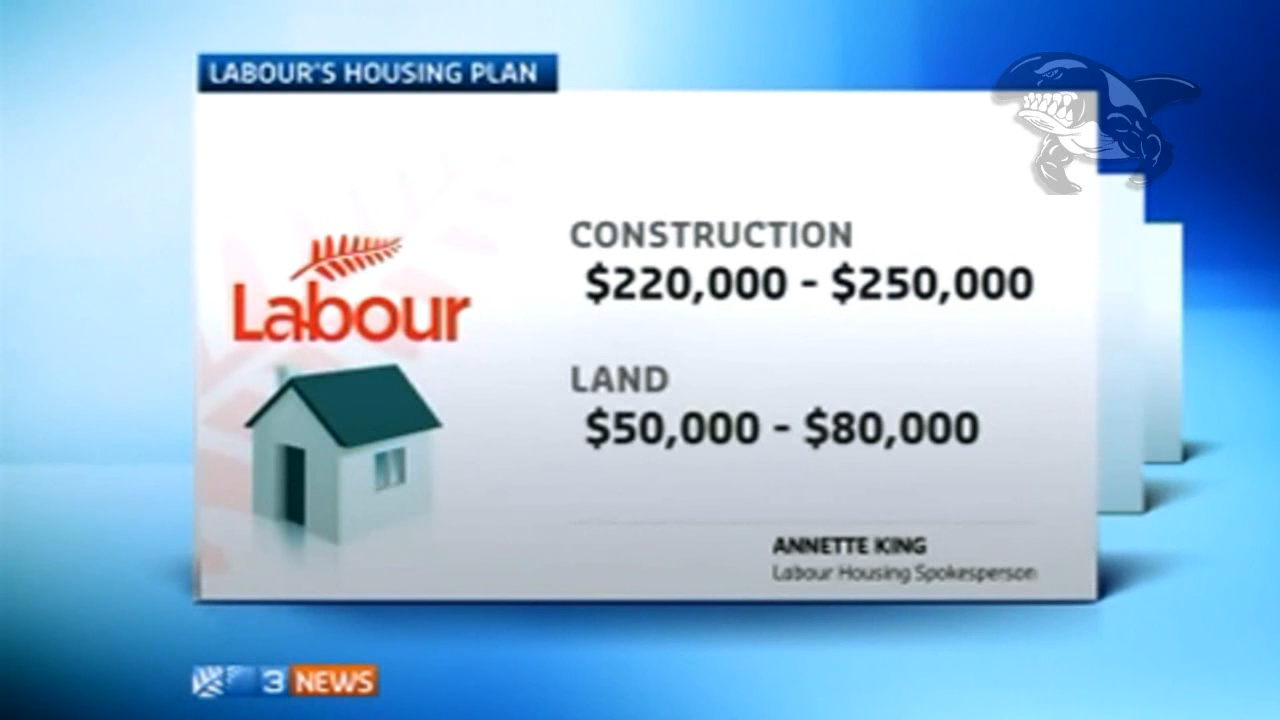 LABOUR'S HOUSING PLAN
Labour
CONSTRUCTION
$220,000 - $250,000
LAND
$50,000 - $80,000
ANNETTE KING
Labour Housing Spokesperson
3 NEWS